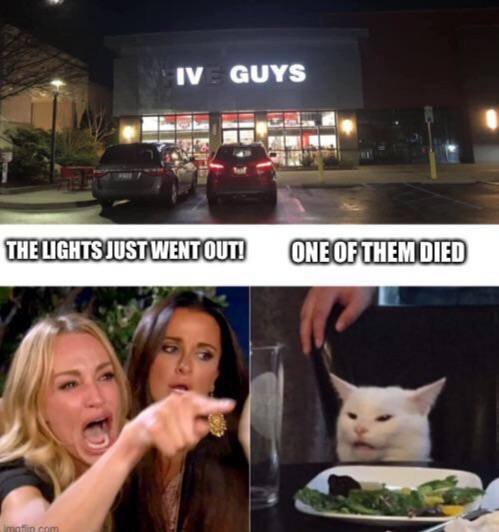 IV GUYS
THE LIGHTS JUST WENT OUT!
ONE OF THEM DIED
imgflip.com